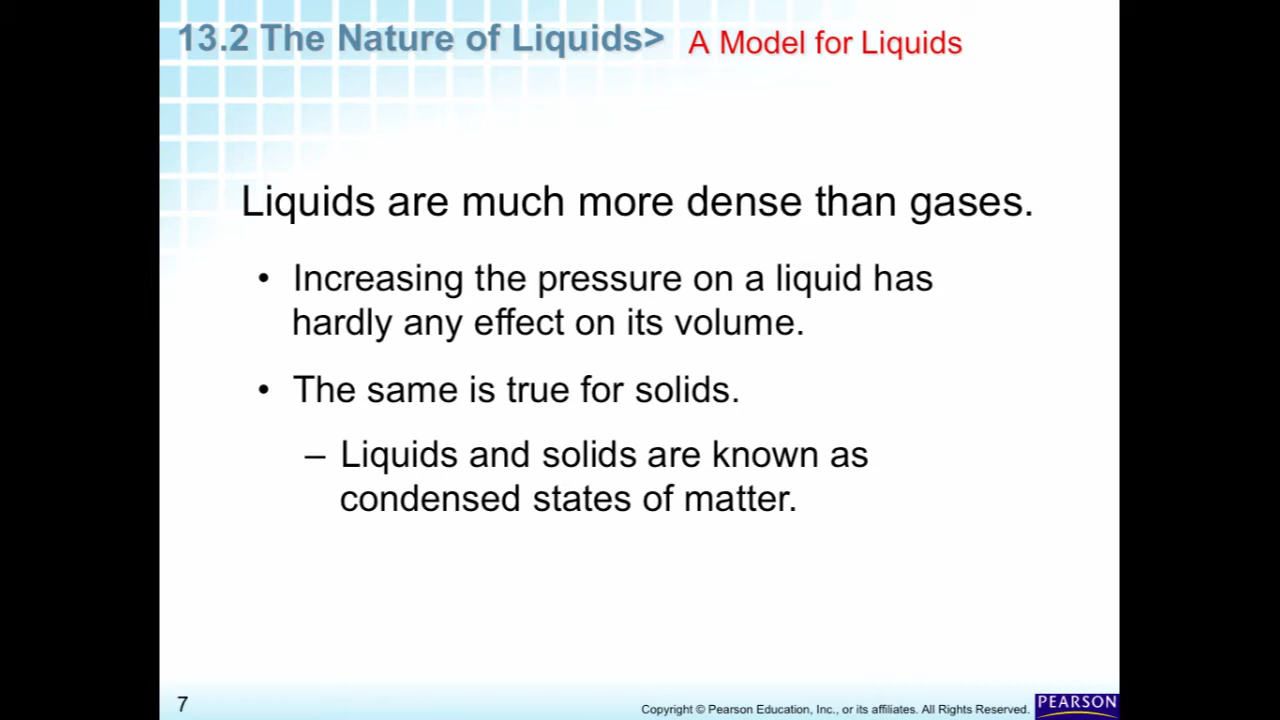 13.2 The Nature of Liquids> A Model for Liquids
Liquids are much more dense than gases.
• Increasing the pressure on a liquid has
hardly any effect on its volume.
• The same is true for solids.
– Liquids and solids are known as
condensed states of matter.
7
Copyright © Pearson Education, Inc., or its affiliates. All Rights Reserved.
PEARSON